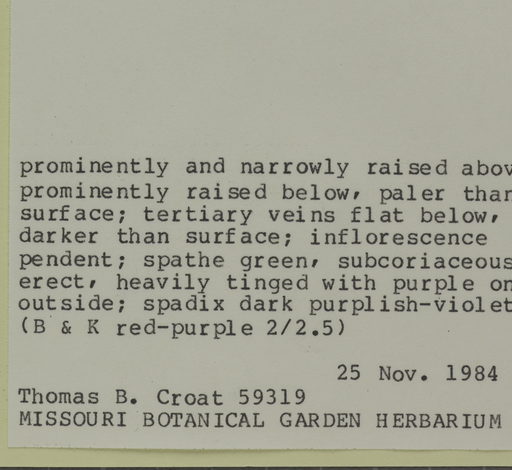 prominently and narrowly raised abov
prominently raised below, paler than
surface; tertiary veins flat below,
darker than surface; inflorescence
pendent; spathe green, subcoriaceous
erect, heavily tinged with purple on
outside; spadix dark purplish-violet
(B & K red-purple 2/2.5)
25 Nov. 1984
Thomas B. Croat 59319
MISSOURI BOTANICAL GARDEN HERBARIUM